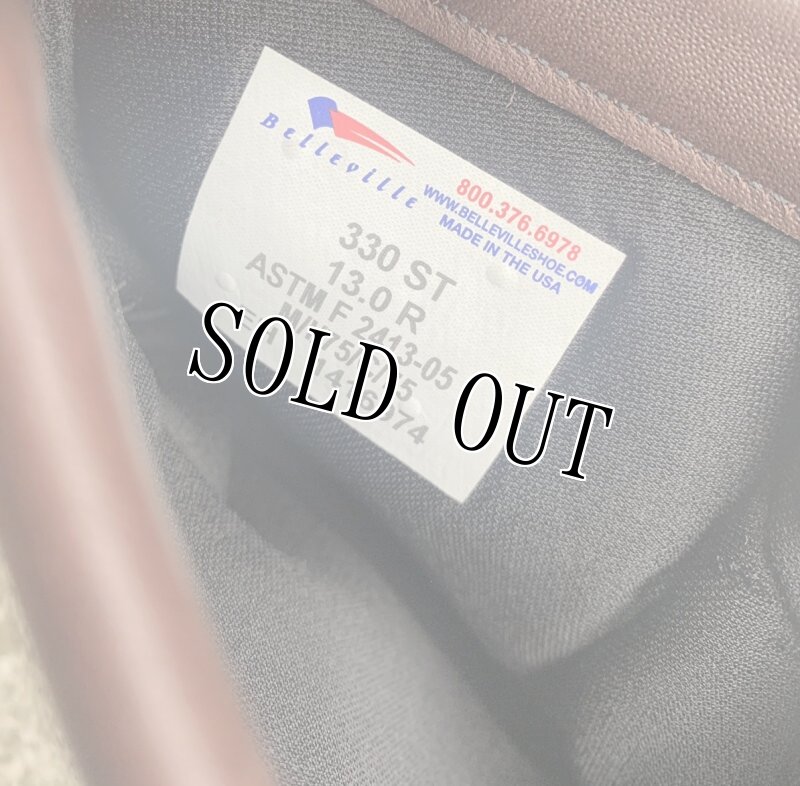 Belleville
800.376.6978
WWW.BELLEVILLESHOE.COM
MADE IN THE USA
330 ST
13.0 R
ASTM F 2413-05
SOLD OUT